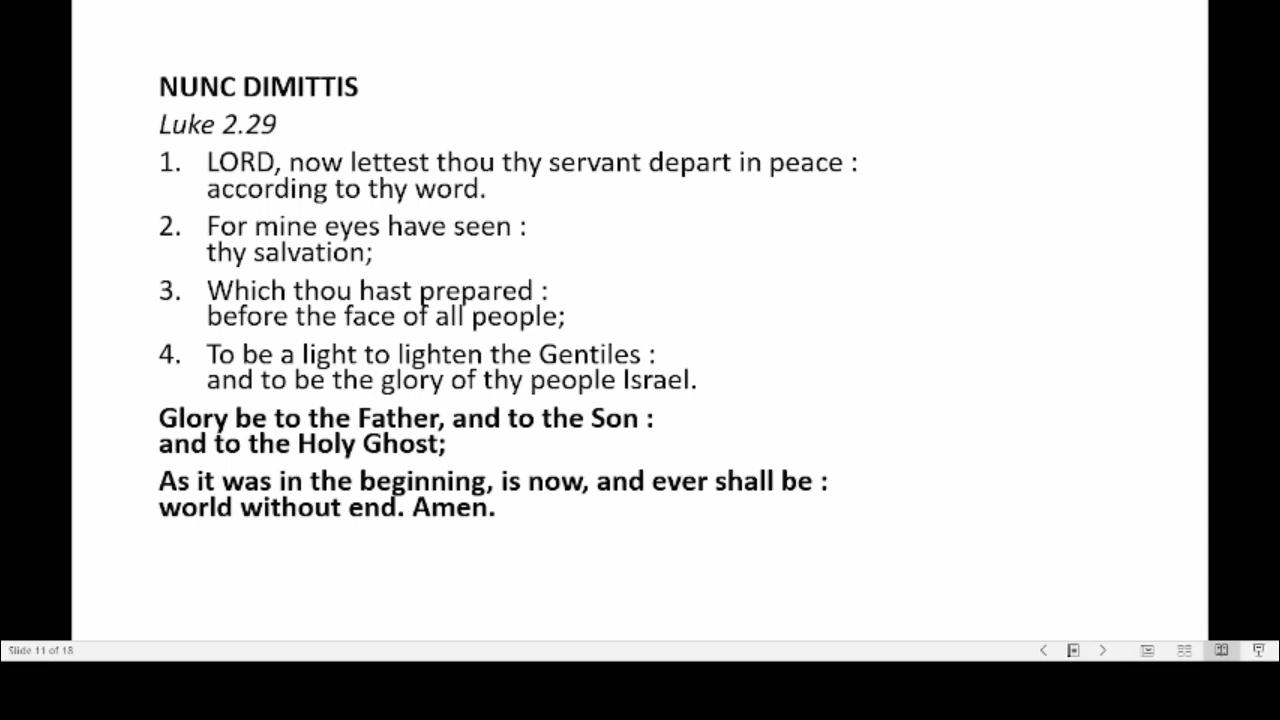 NUNC DIMITTIS
Luke 2.29
1. LORD, now lettest thou thy servant depart in peace :
according to thy word.
2. For mine eyes have seen :
thy salvation;
3. Which thou hast prepared :
before the face of all people;
4. To be a light to lighten the Gentiles :
and to be the glory of thy people Israel.
Glory be to the Father, and to the Son :
and to the Holy Ghost;
As it was in the beginning, is now, and ever shall be :
world without end. Amen.
Slide 11 of 18